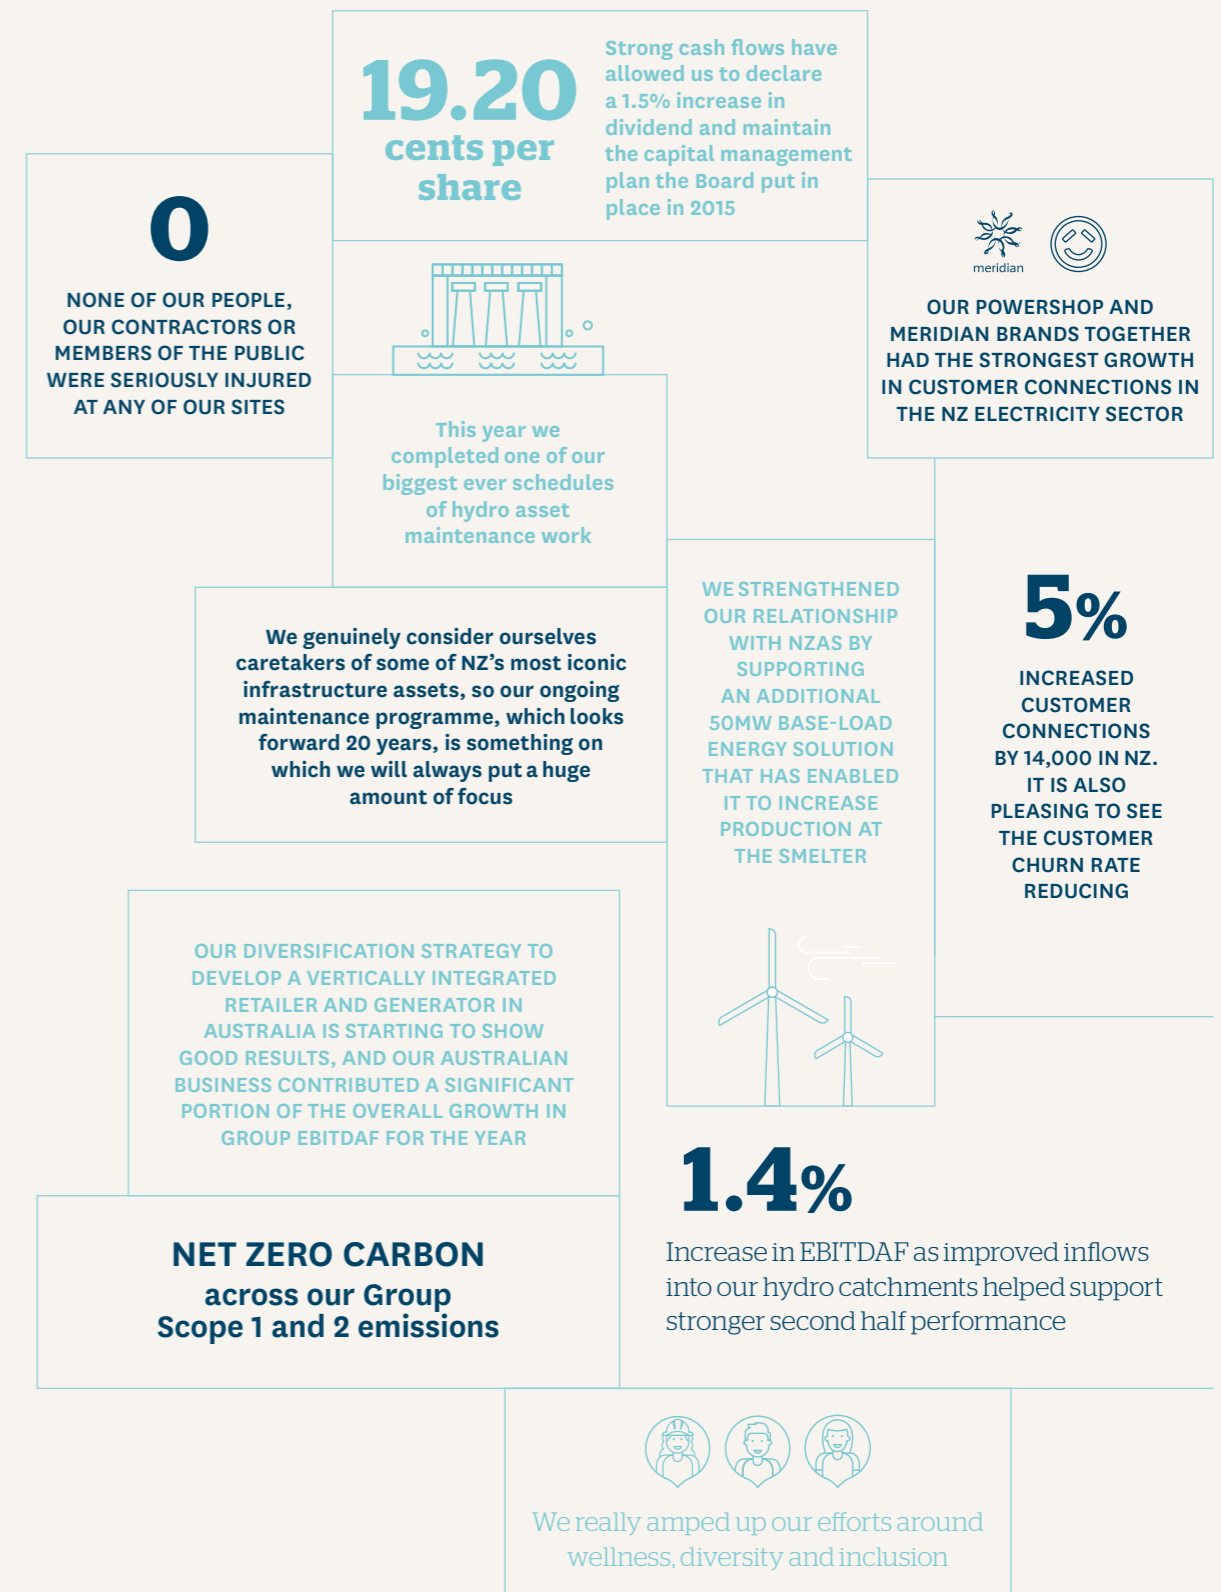 19.20
cents per
share
Strong cash flows have
allowed us to declare
a 1.5% increase in
dividend and maintain
the capital management
plan the Board put in
place in 2015
0
NONE OF OUR PEOPLE,
OUR CONTRACTORS OR
MEMBERS OF THE PUBLIC
WERE SERIOUSLY INJURED
AT ANY OF OUR SITES
meridian
OUR POWERSHOP AND
MERIDIAN BRANDS TOGETHER
HAD THE STRONGEST GROWTH
IN CUSTOMER CONNECTIONS IN
THE NZ ELECTRICITY SECTOR
This year we
completed one of our
biggest ever schedules
of hydro asset
maintenance work
We genuinely consider ourselves
caretakers of some of NZ’s most iconic
infrastructure assets, so our ongoing
maintenance programme, which looks
forward 20 years, is something on
which we will always put a huge
amount of focus
WE STRENGTHENED
OUR RELATIONSHIP
WITH NZAS BY
SUPPORTING
AN ADDITIONAL
50MW BASE-LOAD
ENERGY SOLUTION
THAT HAS ENABLED
IT TO INCREASE
PRODUCTION AT
THE SMELTER
5%
INCREASED
CUSTOMER
CONNECTIONS
BY 14,000 IN NZ.
IT IS ALSO
PLEASING TO SEE
THE CUSTOMER
CHURN RATE
REDUCING
OUR DIVERSIFICATION STRATEGY TO
DEVELOP A VERTICALLY INTEGRATED
RETAILER AND GENERATOR IN
AUSTRALIA IS STARTING TO SHOW
GOOD RESULTS, AND OUR AUSTRALIAN
BUSINESS CONTRIBUTED A SIGNIFICANT
PORTION OF THE OVERALL GROWTH IN
GROUP EBITDAF FOR THE YEAR
NET ZERO CARBON
across our Group
Scope 1 and 2 emissions
1.4%
Increase in EBITDAF as improved inflows
into our hydro catchments helped support
stronger second half performance
We really amped up our efforts around
wellness, diversity and inclusion